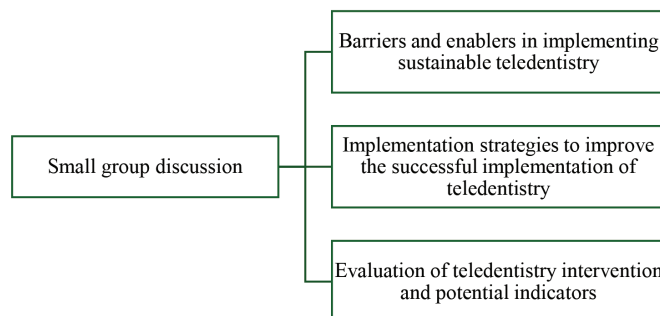 Barriers and enablers in implementing
sustainable teledentistry
Small group discussion
Implementation strategies to improve
the successful implementation of
teledentistry
Evaluation of teledentistry intervention
and potential indicators